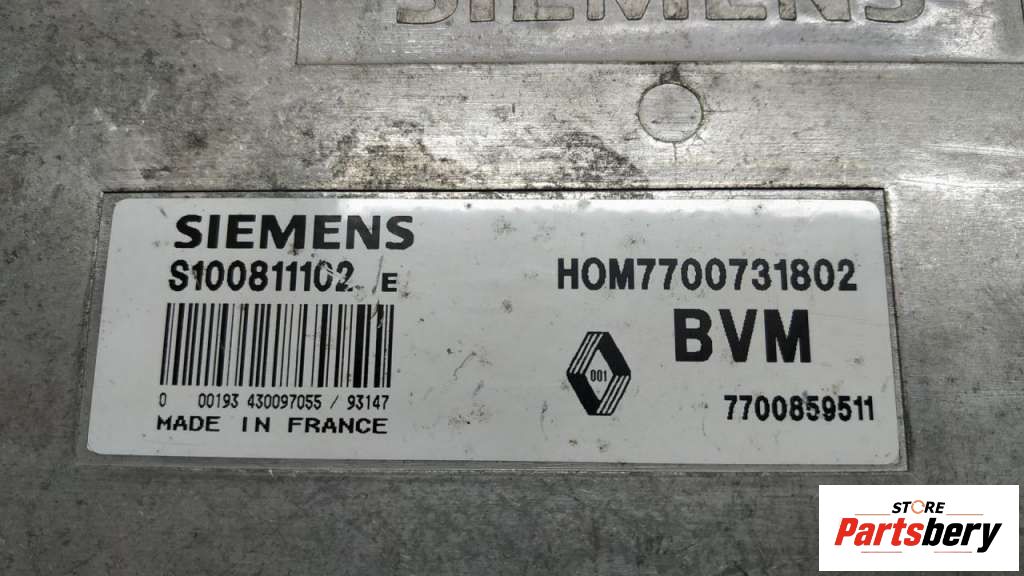 SIEMENS
SIEMENS
S100811102 E
HOM7700731802
BVM
001
7700859511
0 00193 430097055 / 93147
MADE IN FRANCE
STORE
Partsbery